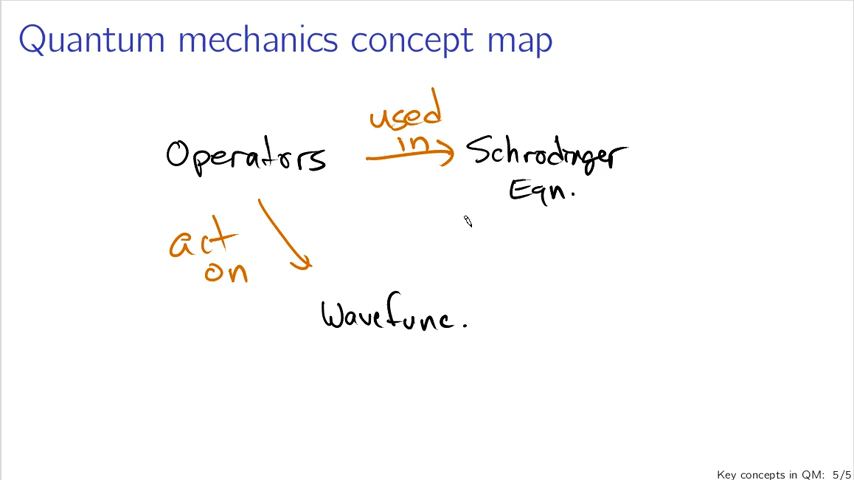 Quantum mechanics concept map
used
in
Operators
Schrodinger
Eqn.
act
on
Wavefunc.
Key concepts in QM: 5/5